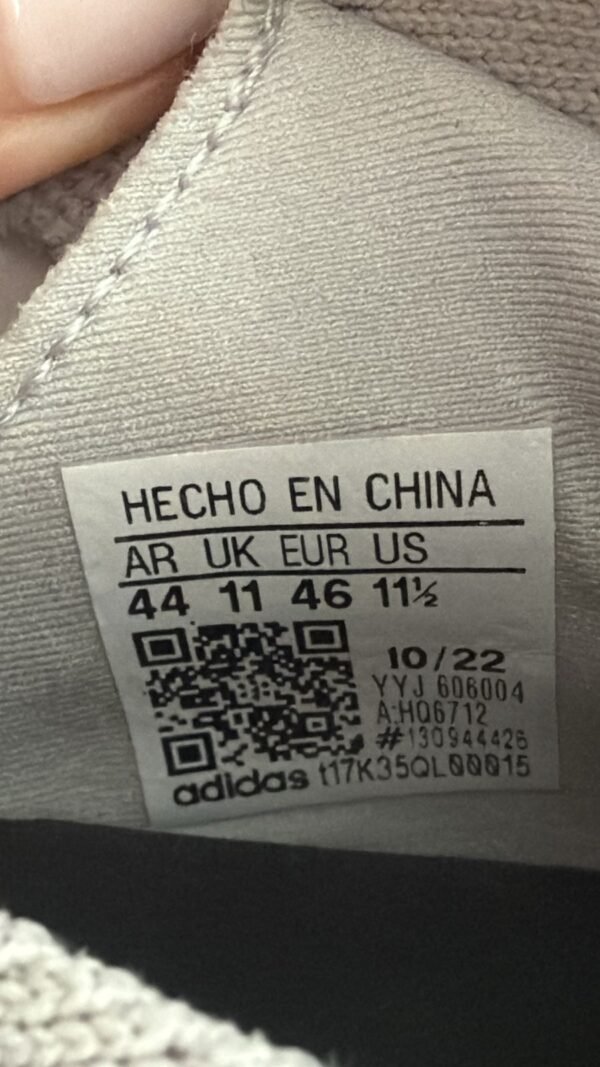 HECHO EN CHINA
AR UK EUR US
44 11 46 11½
10/22
YYJ 606004
A:HQ6712
#130944426
adidas t17K35QL00015